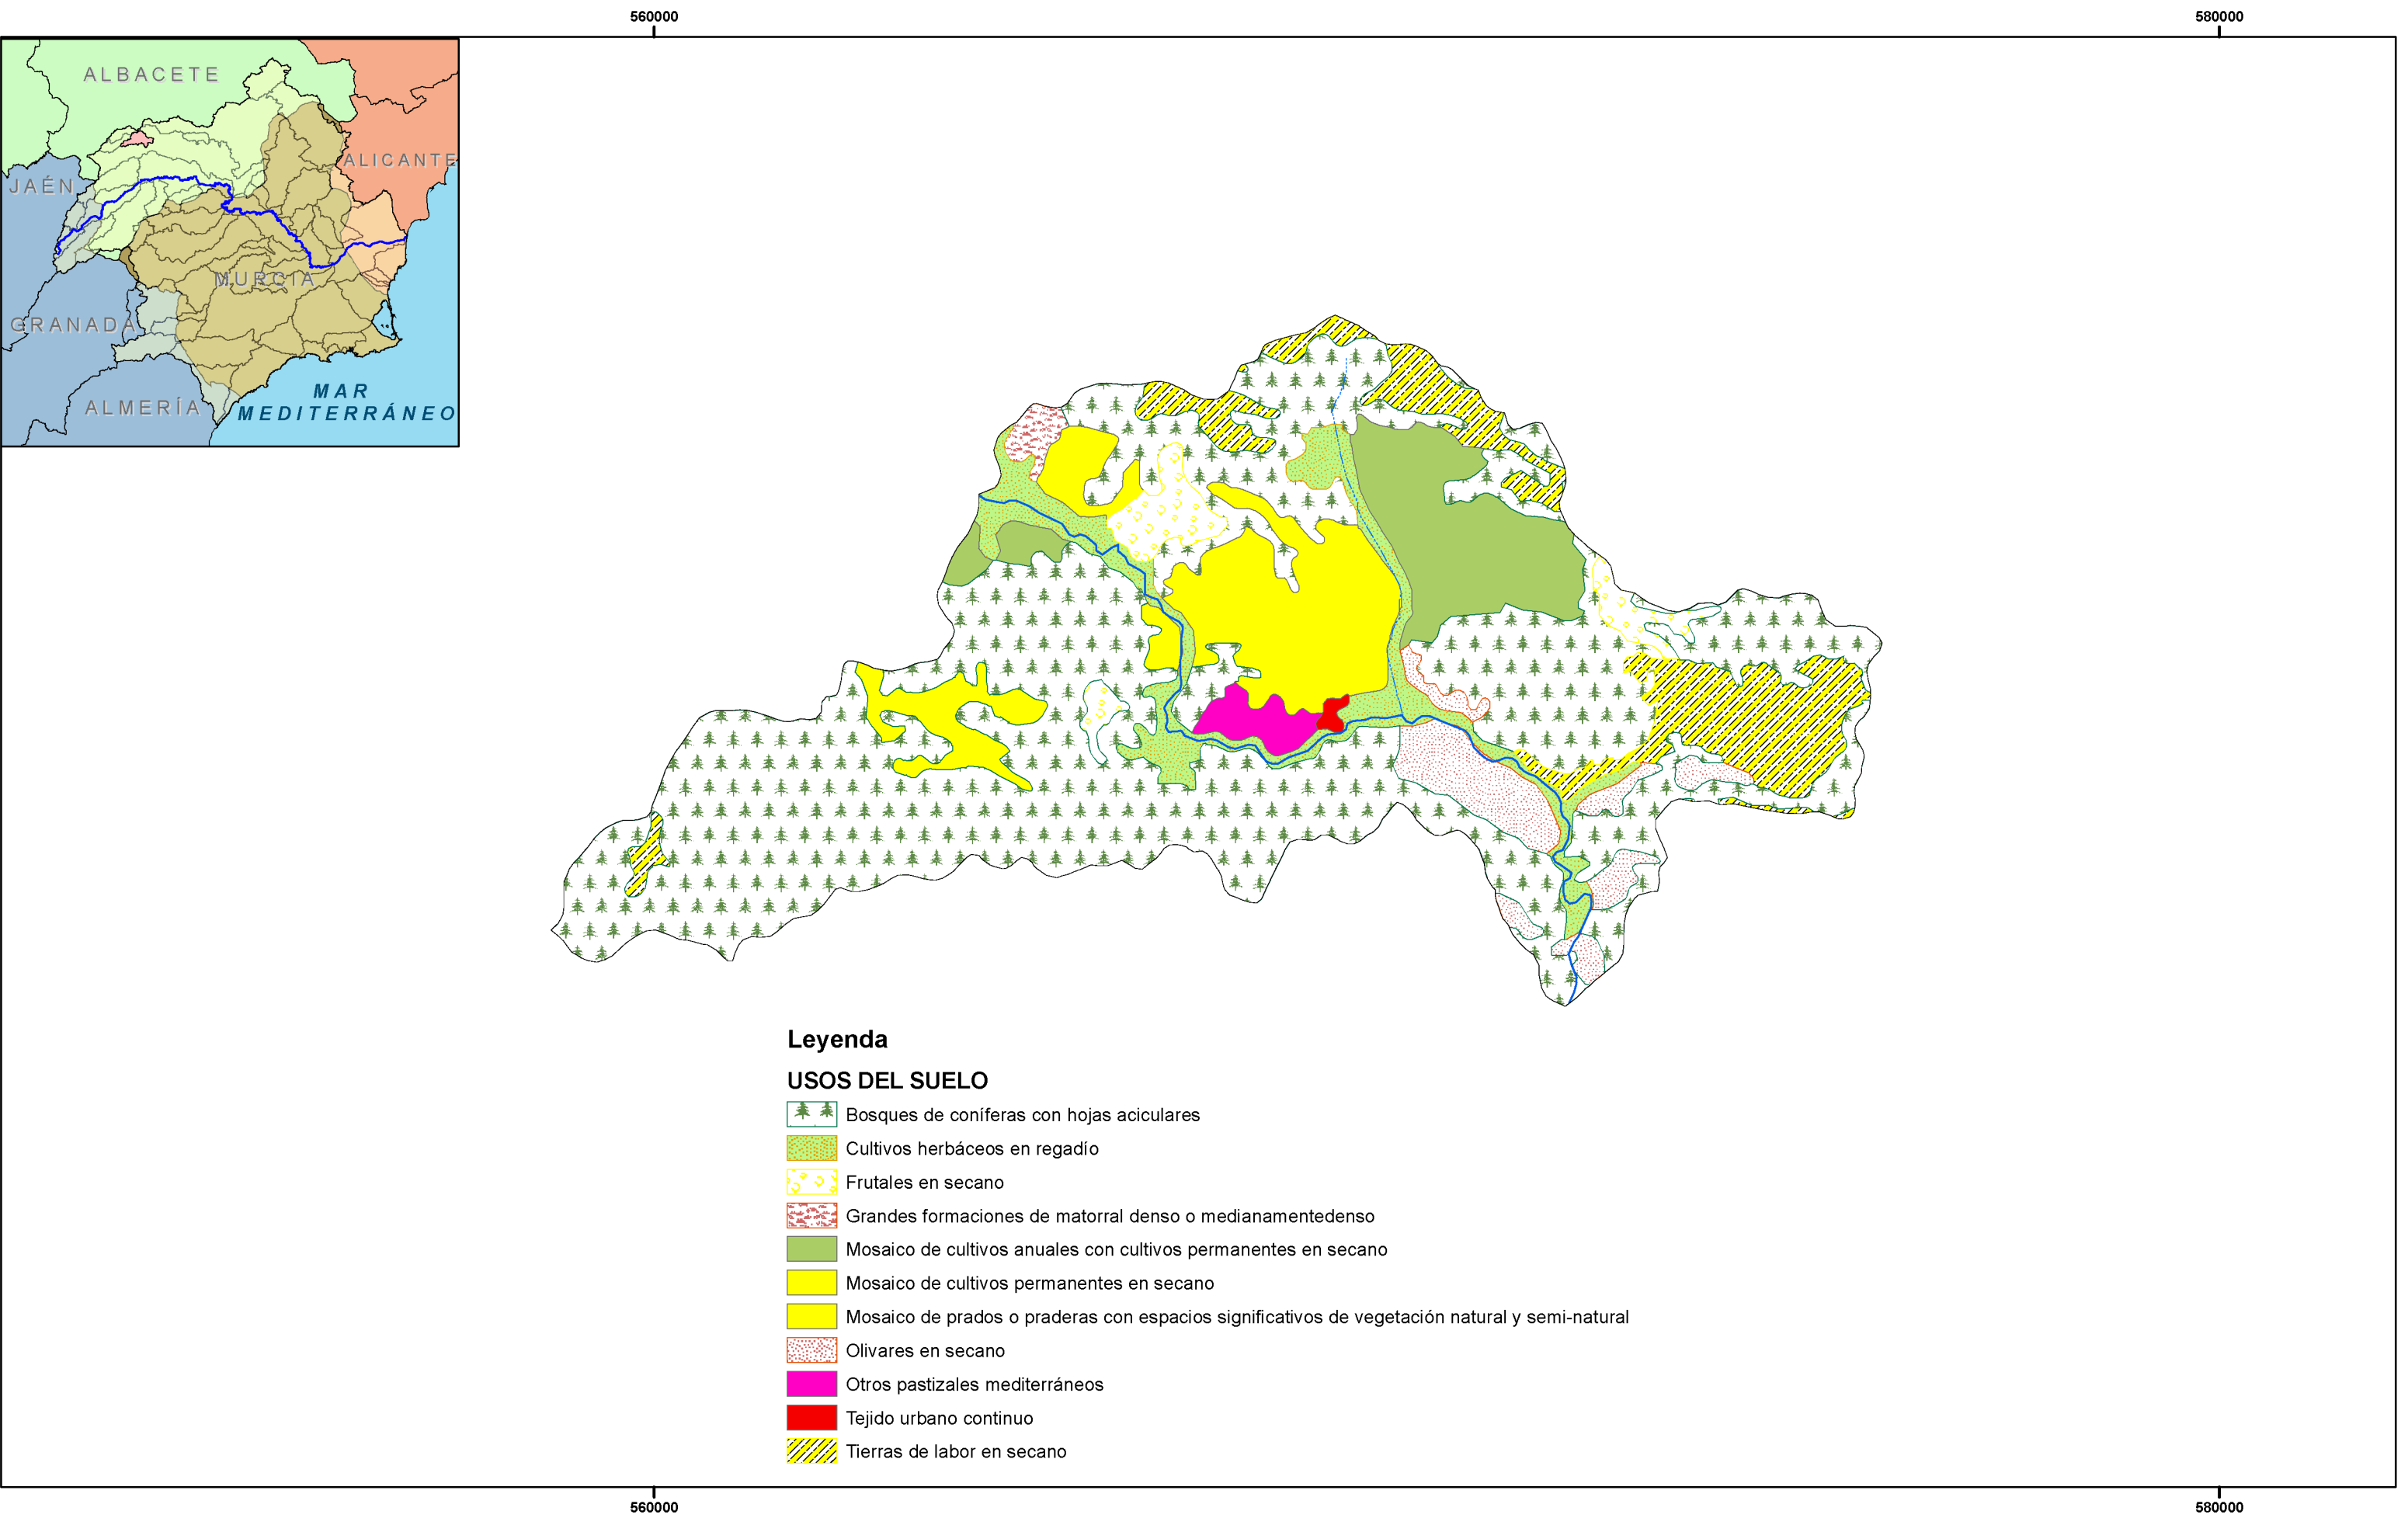 560000 580000
ALBACETE
ALICANTE
JAÉN
MURCIA
GRANADA
MAR
MEDITERRÁNEO
ALMERÍA
Leyenda
USOS DEL SUELO
Bosques de coníferas con hojas aciculares
Cultivos herbáceos en regadío
Frutales en secano
Grandes formaciones de matorral denso o medianamentedenso
Mosaico de cultivos anuales con cultivos permanentes en secano
Mosaico de cultivos permanentes en secano
Mosaico de prados o praderas con espacios significativos de vegetación natural y semi-natural
Olivares en secano
Otros pastizales mediterráneos
Tejido urbano continuo
Tierras de labor en secano
560000 580000